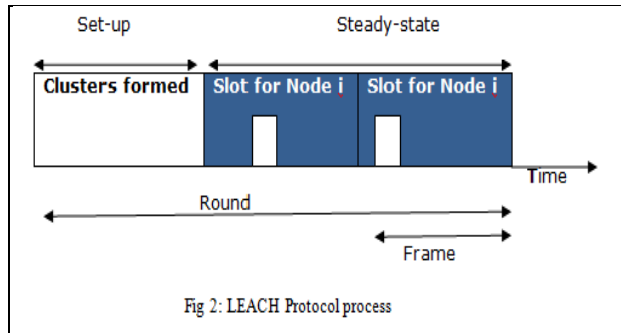 Set-up Steady-state
Clusters formed Slot for Node i Slot for Node i
Time
Round
Frame
Fig 2: LEACH Protocol process